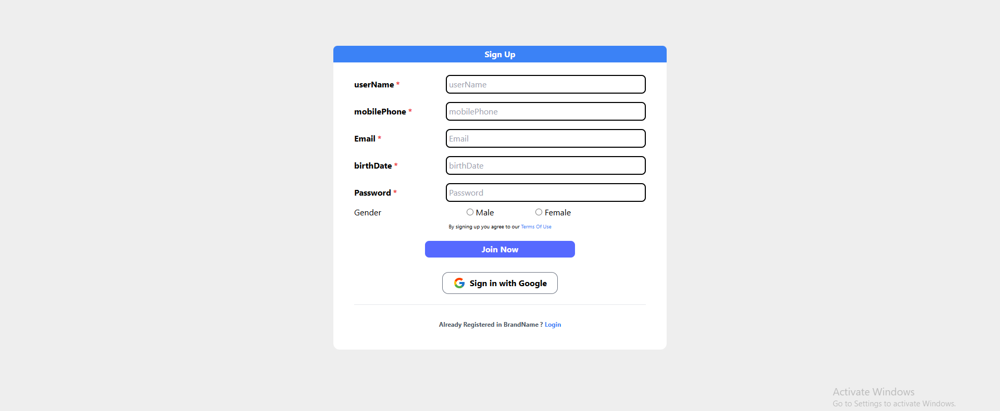 Sign Up
userName * userName
mobilePhone * mobilePhone
Email * Email
birthDate * birthDate
Password * Password
Gender Male Female
By signing up you agree to our Terms Of Use
Join Now
Sign in with Google
Already Registered in BrandName ? Login
Activate Windows
Go to Settings to activate Windows.